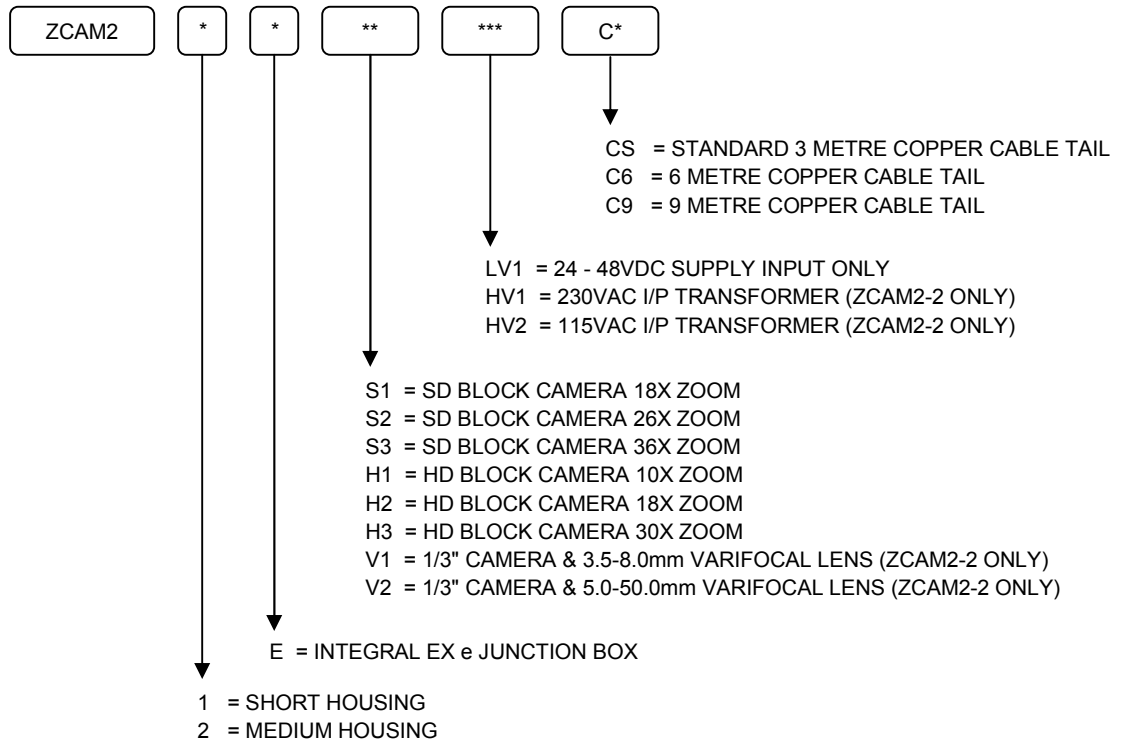 ZCAM2 * * ** *** C*
CS = STANDARD 3 METRE COPPER CABLE TAIL
C6 = 6 METRE COPPER CABLE TAIL
C9 = 9 METRE COPPER CABLE TAIL
LV1 = 24 - 48VDC SUPPLY INPUT ONLY
HV1 = 230VAC I/P TRANSFORMER (ZCAM2-2 ONLY)
HV2 = 115VAC I/P TRANSFORMER (ZCAM2-2 ONLY)
S1 = SD BLOCK CAMERA 18X ZOOM
S2 = SD BLOCK CAMERA 26X ZOOM
S3 = SD BLOCK CAMERA 36X ZOOM
H1 = HD BLOCK CAMERA 10X ZOOM
H2 = HD BLOCK CAMERA 18X ZOOM
H3 = HD BLOCK CAMERA 30X ZOOM
V1 = 1/3" CAMERA & 3.5-8.0mm VARIFOCAL LENS (ZCAM2-2 ONLY)
V2 = 1/3" CAMERA & 5.0-50.0mm VARIFOCAL LENS (ZCAM2-2 ONLY)
E = INTEGRAL EX e JUNCTION BOX
1 = SHORT HOUSING
2 = MEDIUM HOUSING